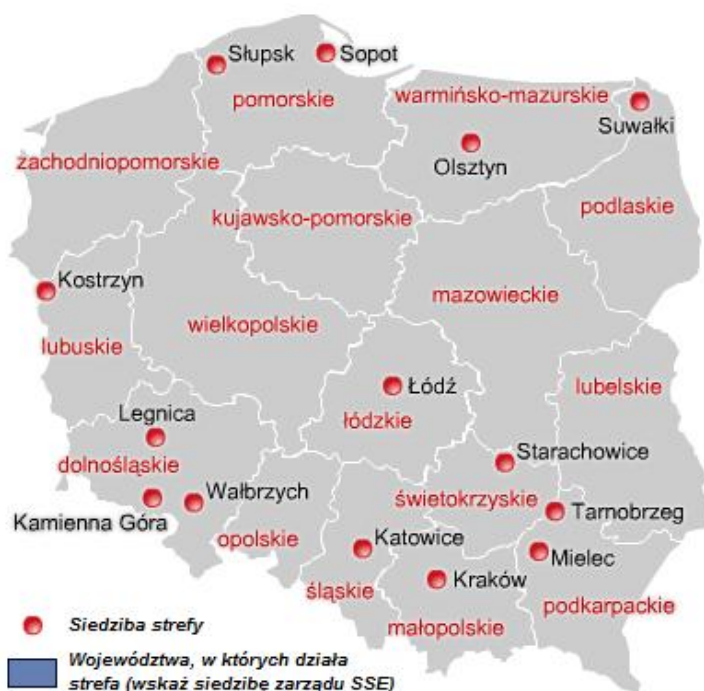 Słupsk
Sopot
pomorskie
warmińsko-mazurskie
Suwałki
Olsztyn
zachodniopomorskie
kujawsko-pomorskie
podlaskie
Kostrzyn
mazowieckie
wielkopolskie
lubuskie
Łódź
lubelskie
Legnica
łódzkie
dolnośląskie
Starachowice
Wałbrzych
świetokrzyskie
Kamienna Góra
Tarnobrzeg
opolskie
Katowice
Mielec
śląskie
Kraków
podkarpackie
małopolskie
Siedziba strefy
Województwa, w których działa
strefa (wskaż siedzibę zarządu SSE)